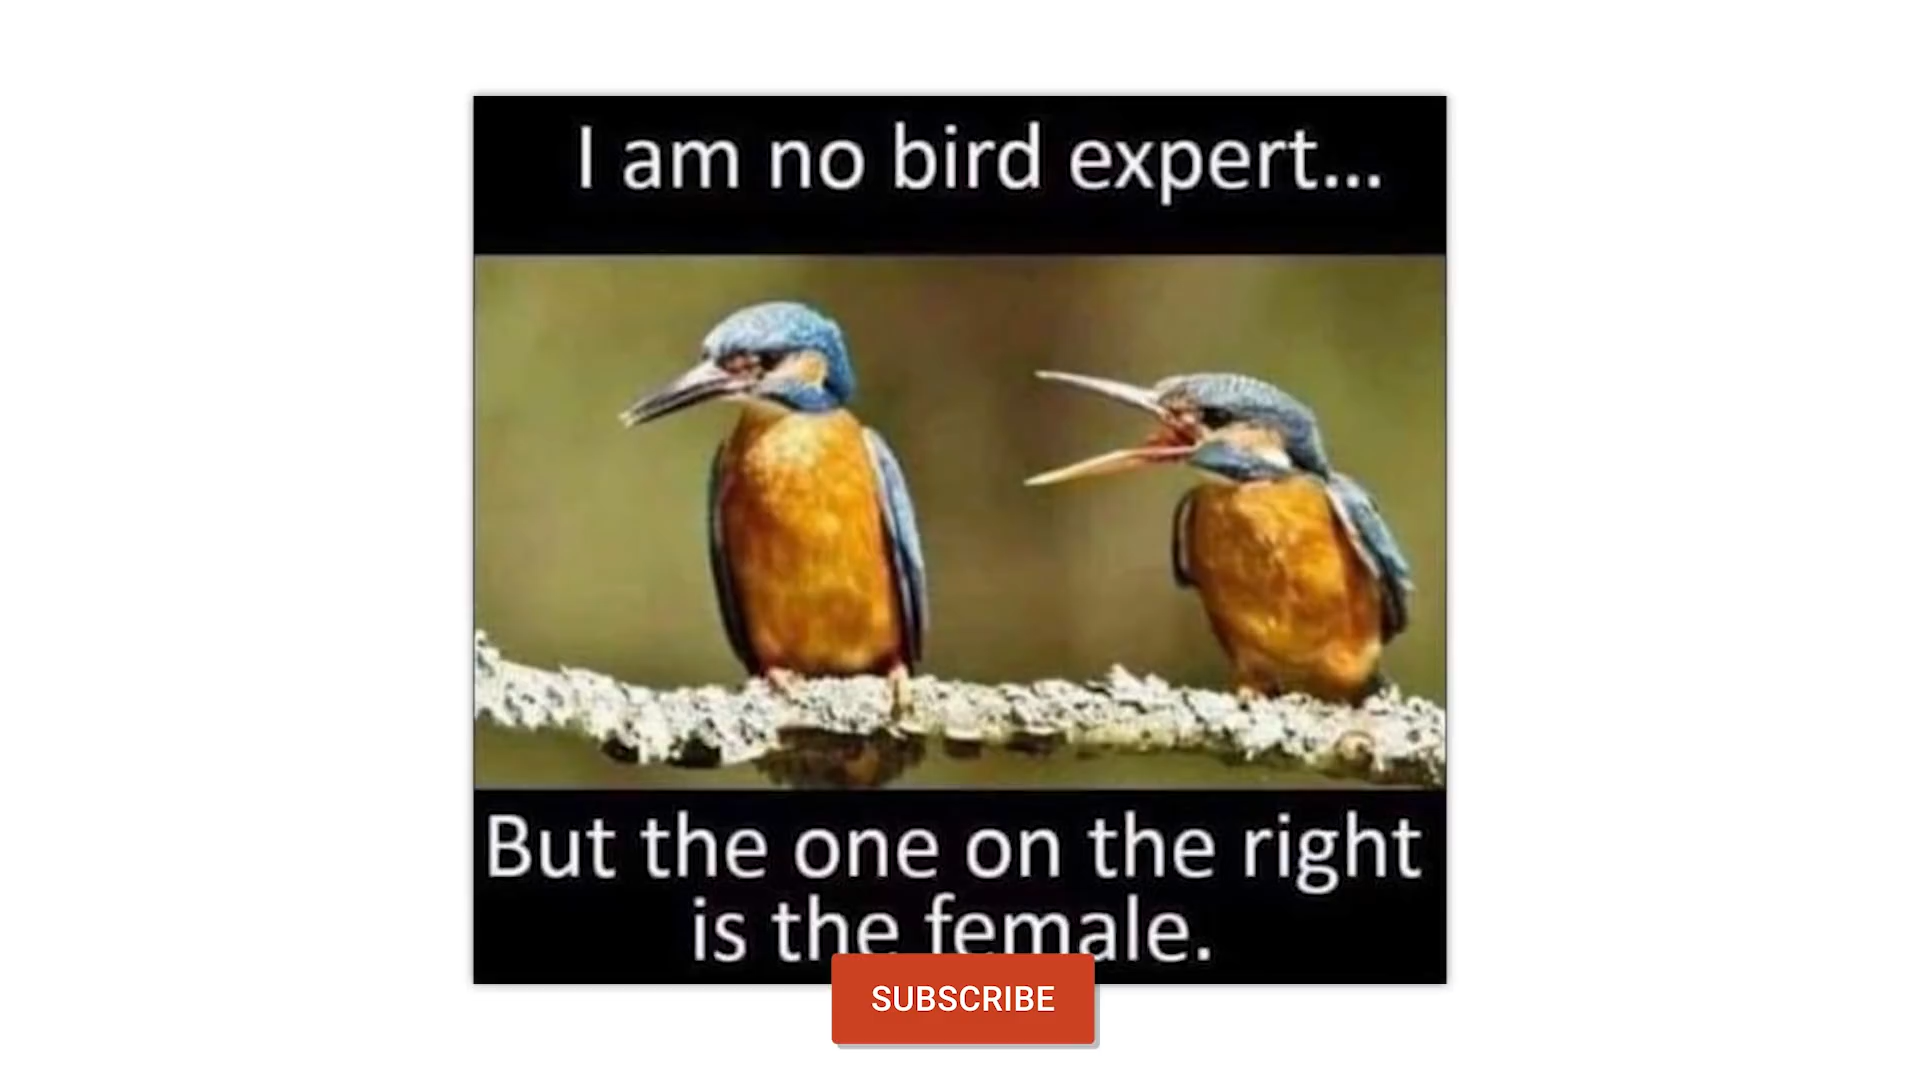 I am no bird expert...
But the one on the right
is the female.
SUBSCRIBE